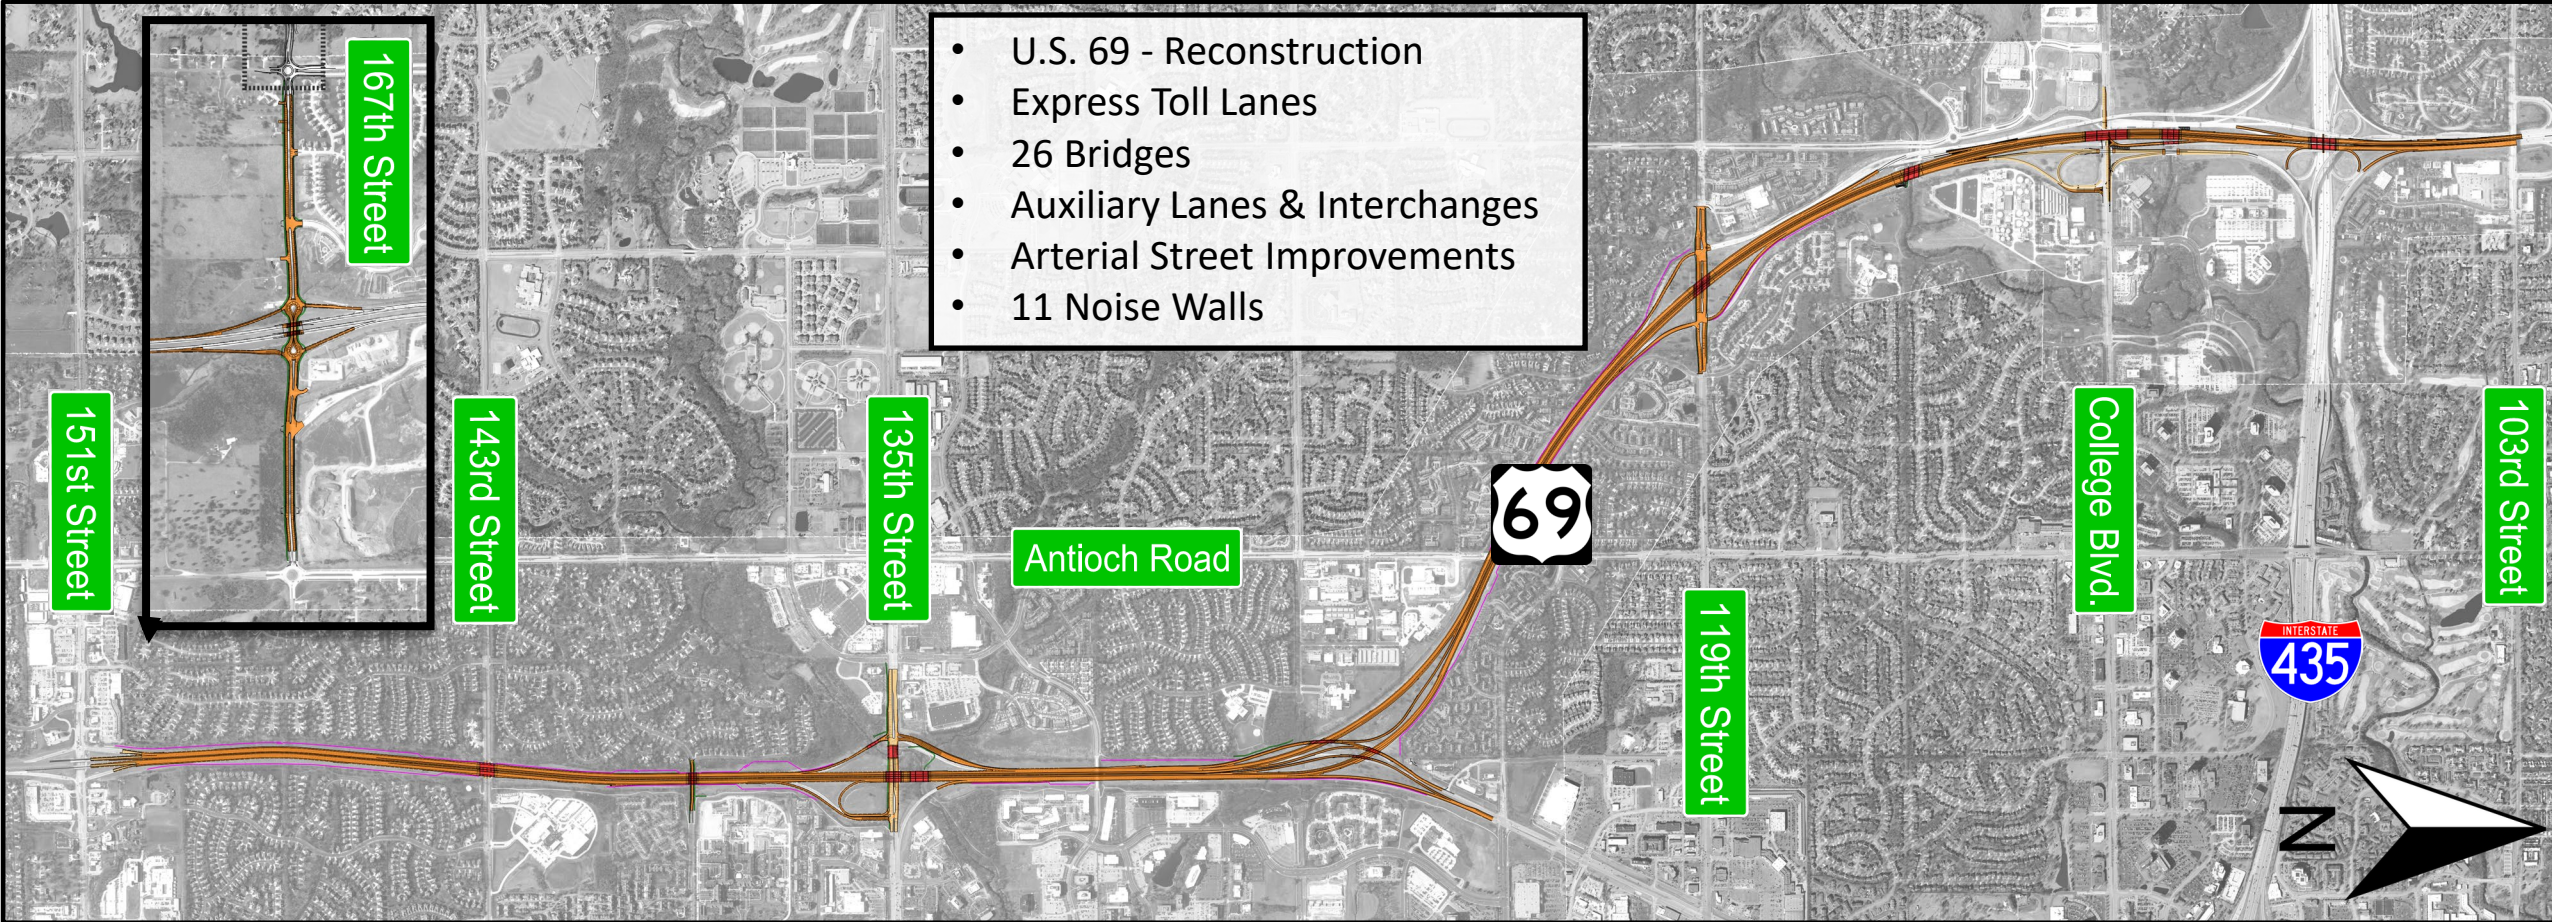 • U.S. 69 - Reconstruction
• Express Toll Lanes
• 26 Bridges
• Auxiliary Lanes & Interchanges
• Arterial Street Improvements
• 11 Noise Walls
167th Street
151st Street
143rd Street
135th Street
Antioch Road
69
119th Street
College Blvd.
103rd Street
INTERSTATE
435
N